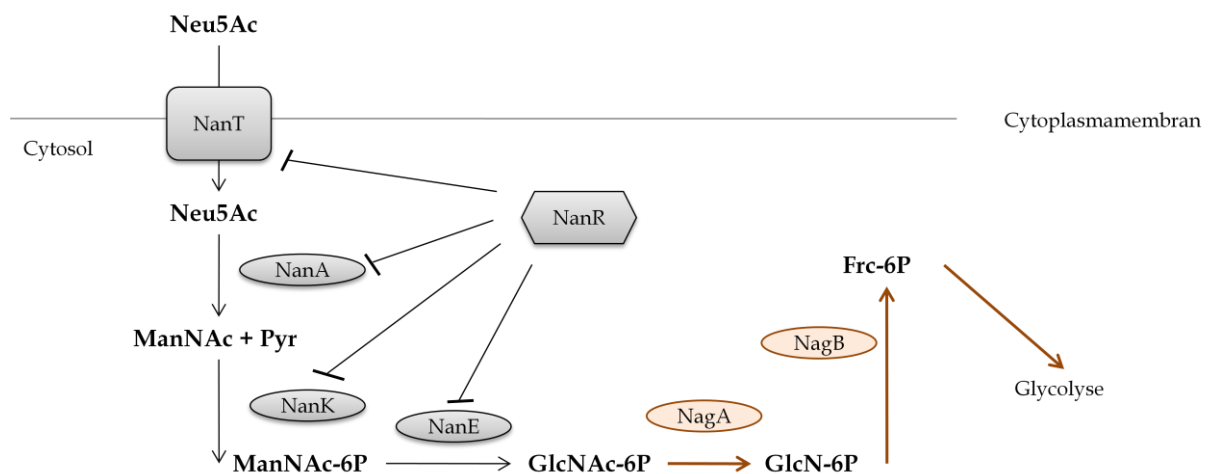 Neu5Ac
NanT
Cytoplasmamembran
Cytosol
Neu5Ac
NanR
NanA
Frc-6P
ManNAc + Pyr
NagB
Glycolyse
NanK
NagA
NanE
ManNAc-6P
GlcNAc-6P
GlcN-6P